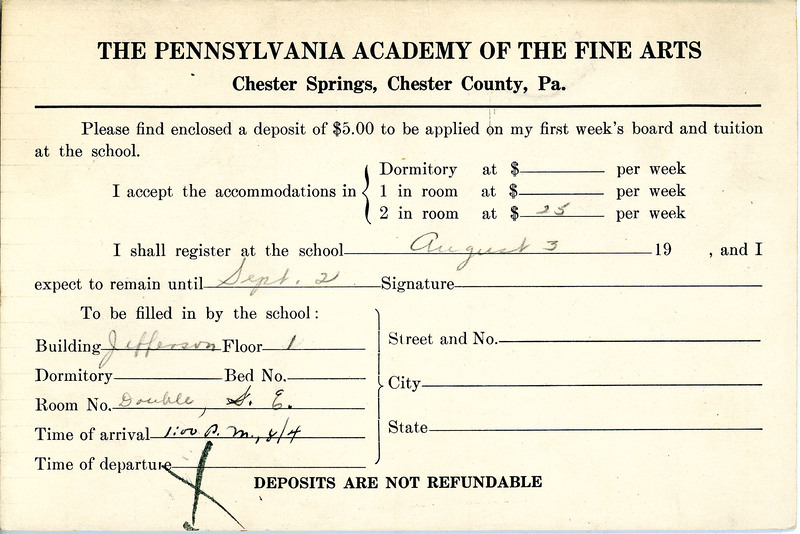 THE PENNSYLVANIA ACADEMY OF THE FINE ARTS
Chester Springs, Chester County, Pa.
Please find enclosed a deposit of $5.00 to be applied on my first week's board and tuition
at the school.
I accept the accommodations in { Dormitory at $ per week
1 in room at $ per week
2 in room at $ 25 per week
I shall register at the school August 3 19 , and I
expect to remain until Sept. 2 Signature
To be filled in by the school:
Building Jefferson Floor 1
Dormitory Bed No.
Room No. Double, S. E.
Time of arrival 1:00 P. M., 8/4
Time of departure
Street and No.
City
State
DEPOSITS ARE NOT REFUNDABLE